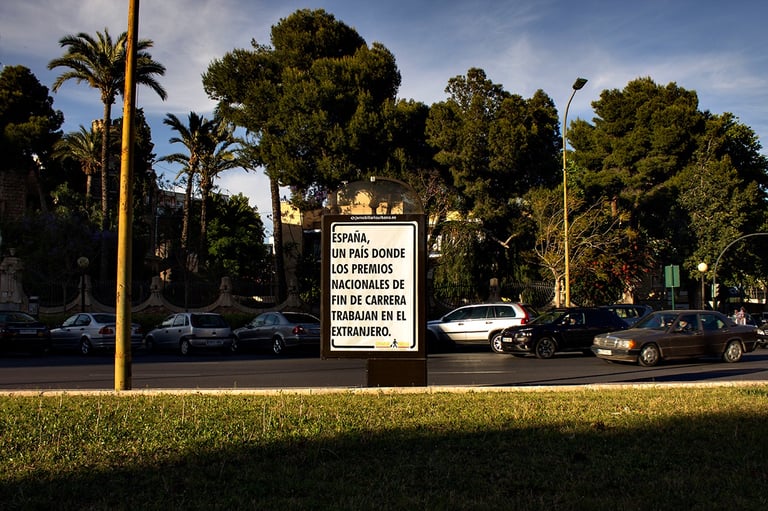 ESPAÑA,
UN PAÍS DONDE
LOS PREMIOS
NACIONALES DE
FIN DE CARRERA
TRABAJAN EN EL
EXTRANJERO.